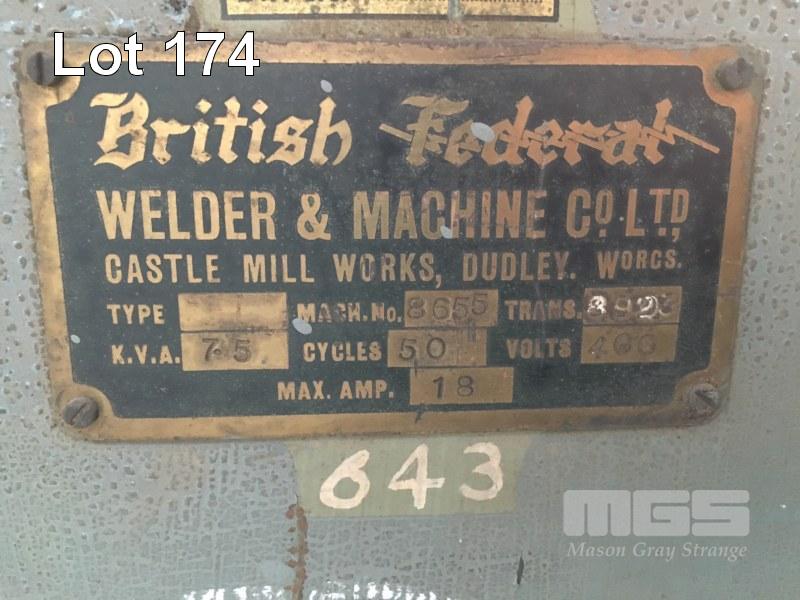 Lot 174
British Federal
WELDER & MACHINE Co. LTD.,
CASTLE MILL WORKS, DUDLEY. WORCS.
TYPE MACH. No. 8655 TRANS.
K.V.A. 7.5 CYCLES 50 VOLTS 400
MAX. AMP. 18
643
MGS
Mason Gray Strange